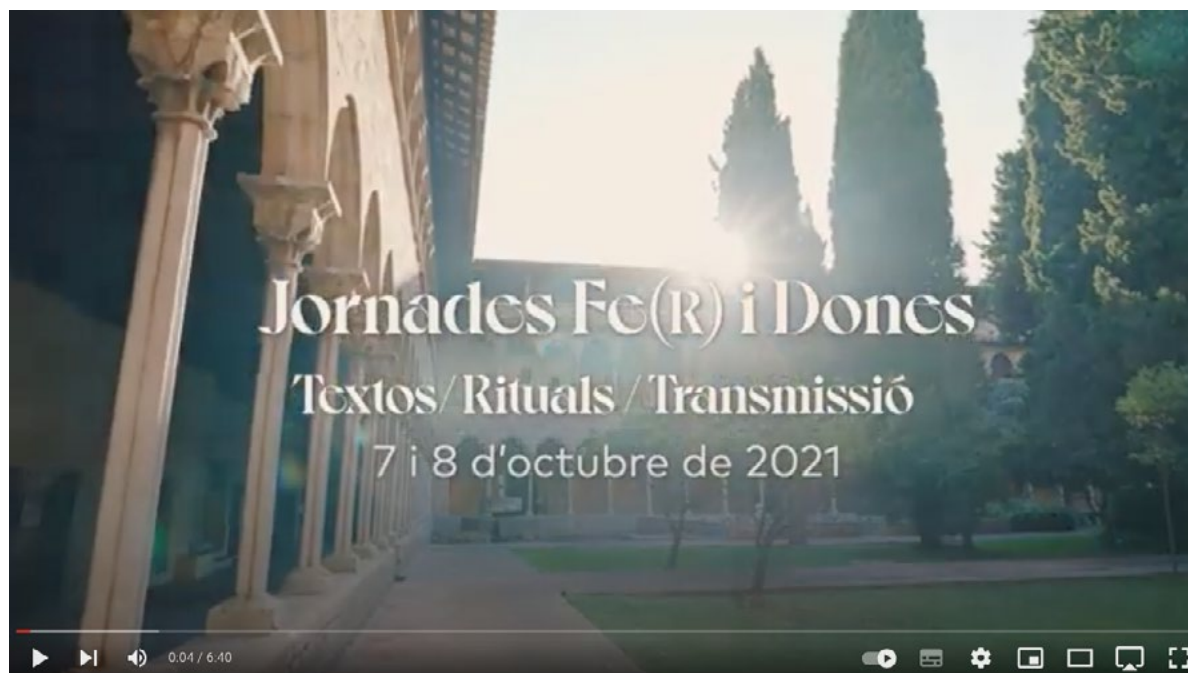 Jornades Fe(R) i Dones
Textos/Rituals/Transmissió
7 i 8 d'octubre de 2021
0:04 / 6:40